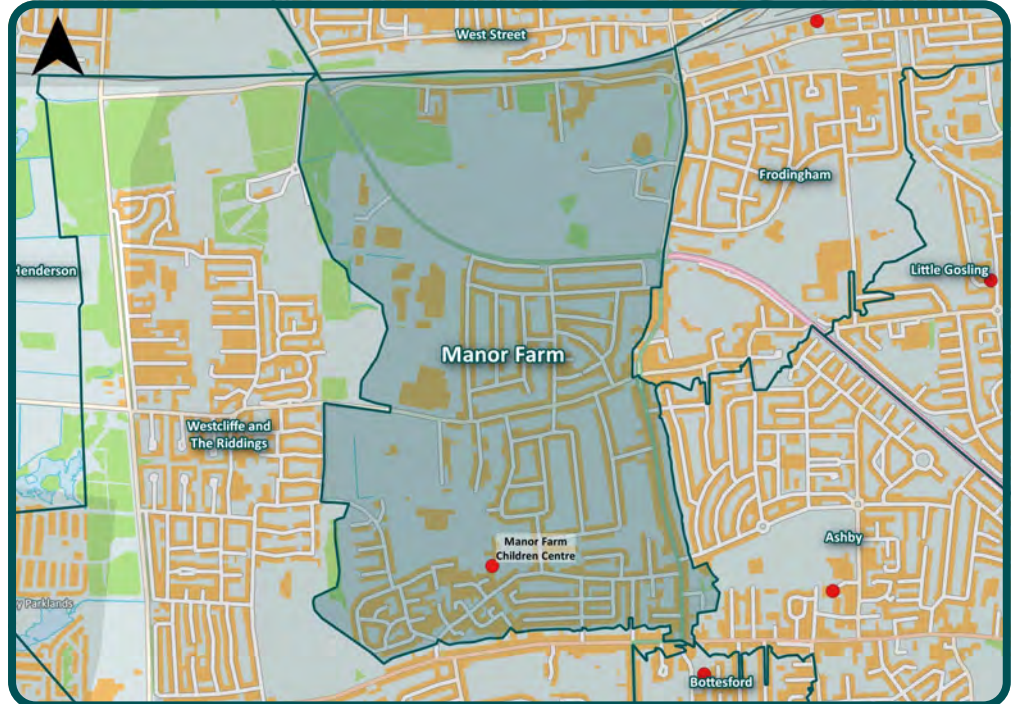 West Street
Frodingham
Henderson
Little Gosling
Manor Farm
Westcliffe and
The Riddings
Manor Farm
Children Centre
Ashby
y Parklands
Bottesford